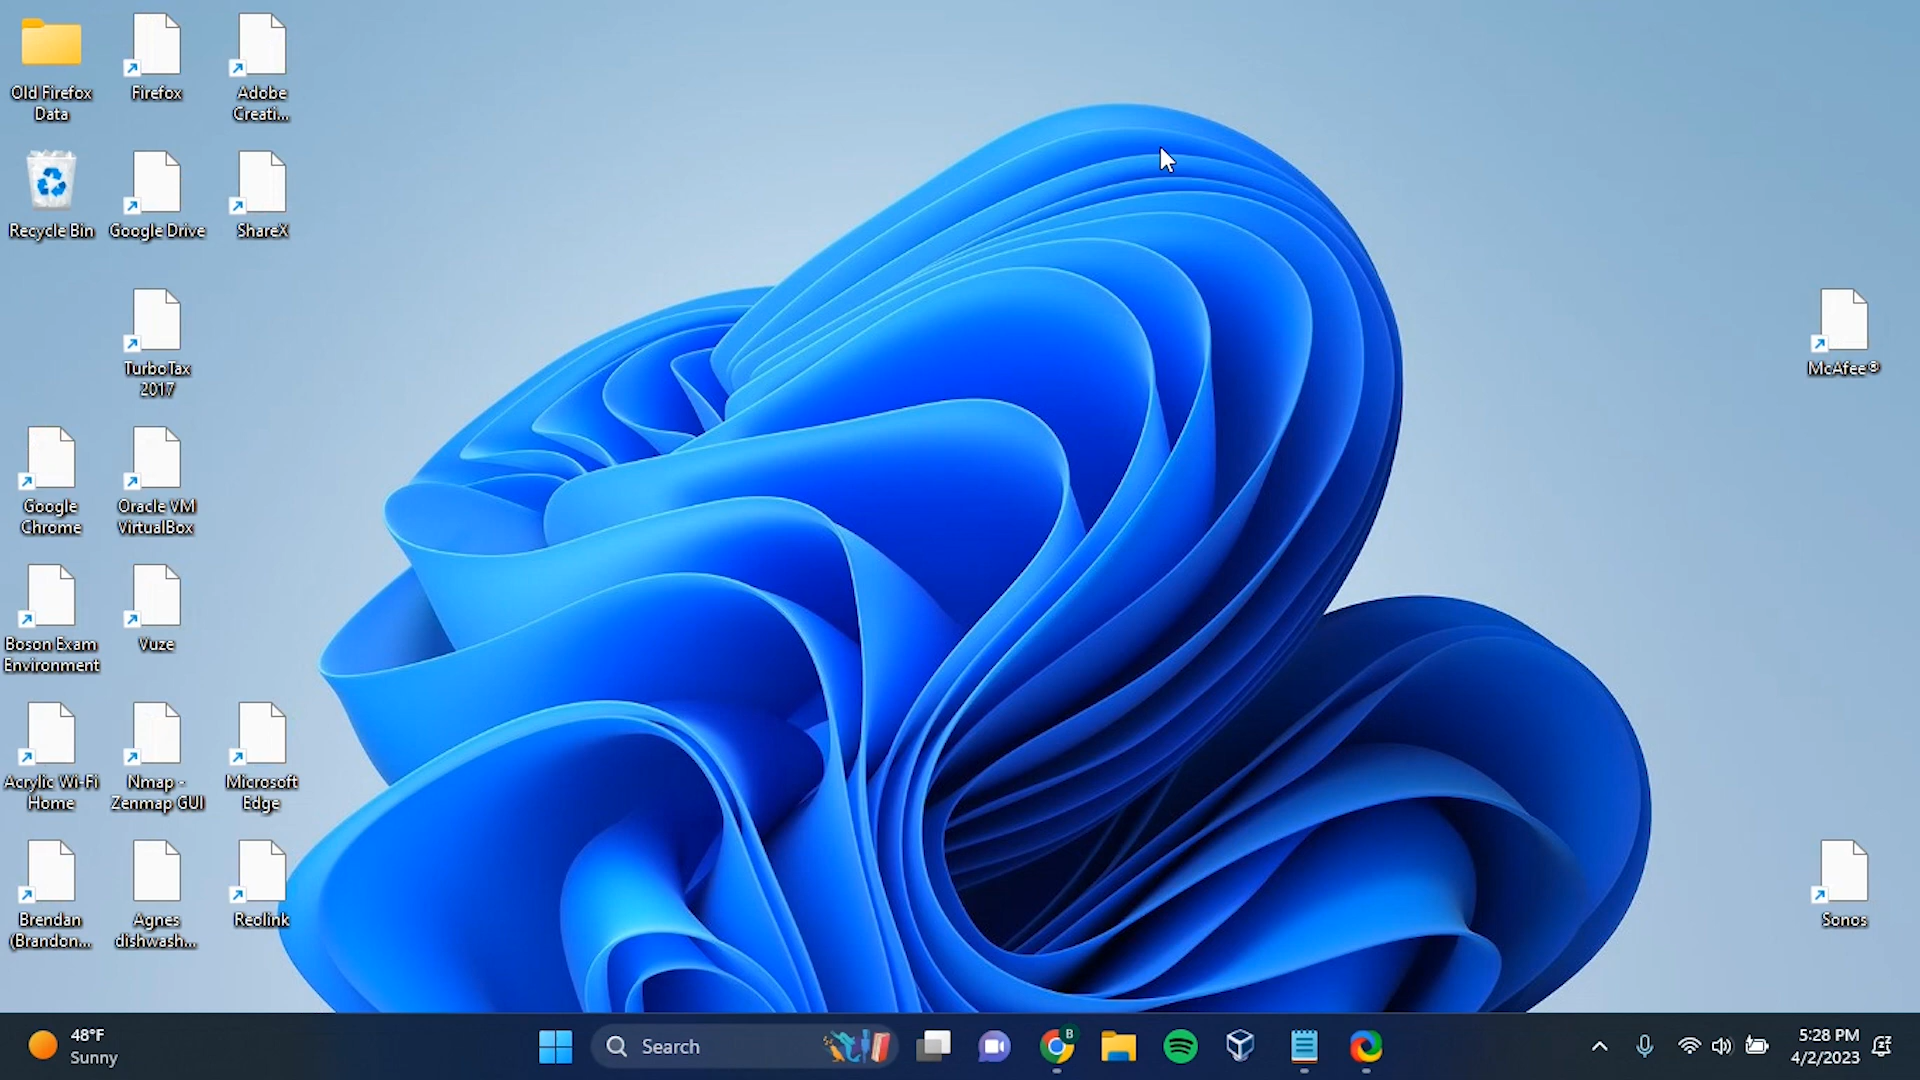 Old Firefox
Data
Firefox
Adobe
Creati...
Recycle Bin
Google Drive
ShareX
TurboTax
2017
McAfee®
Google
Chrome
Oracle VM
VirtualBox
Boson Exam
Environment
Vuze
Acrylic Wi-Fi
Home
Nmap -
Zenmap GUI
Microsoft
Edge
Brendan
(Brandon...
Agnes
dishwash...
Reolink
Sonos
48°F
Sunny
Search
B
5:28 PM
4/2/2023